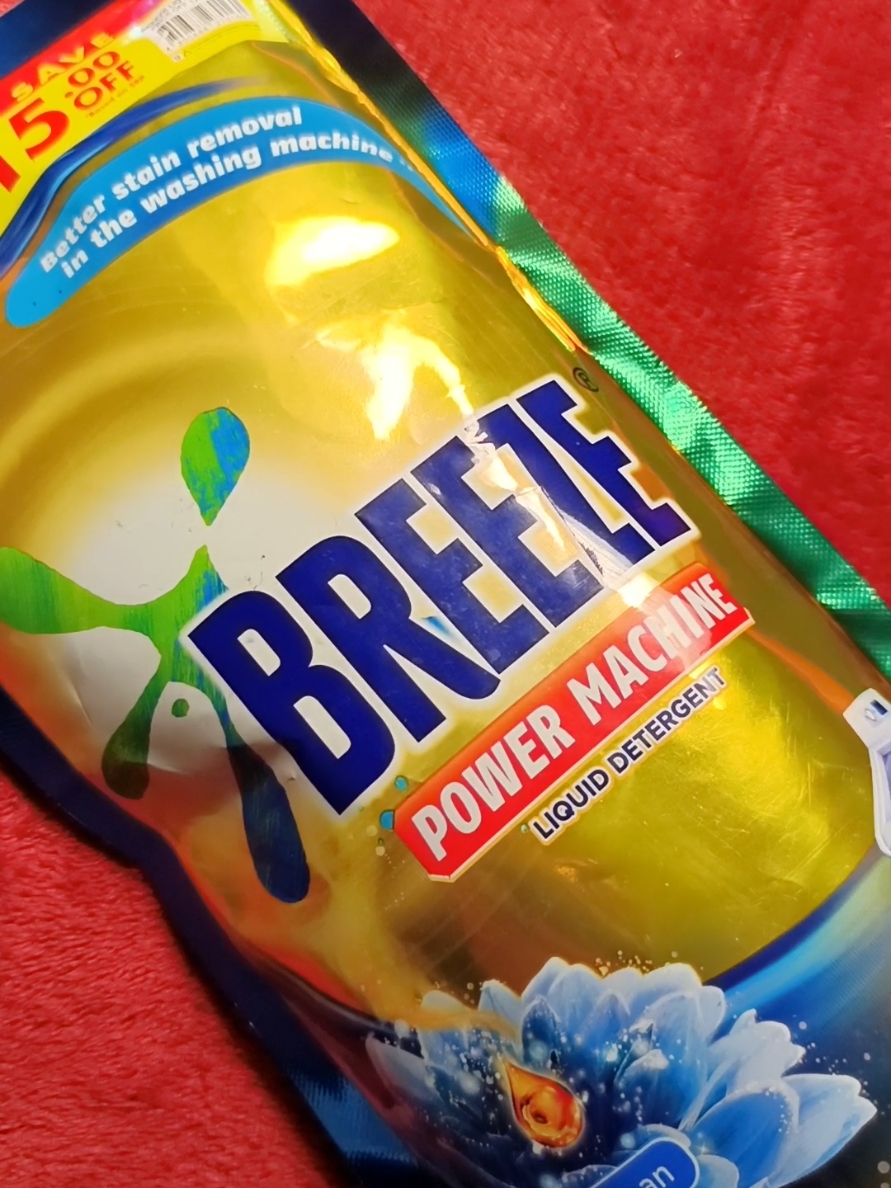 SAVE
15.00
OFF
Better stain removal
in the washing machine
BREEZE®
POWER MACHINE
LIQUID DETERGENT